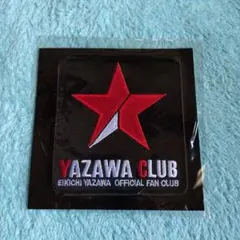 YAZAWA CLUB
EIKICHI YAZAWA OFFICIAL FAN CLUB